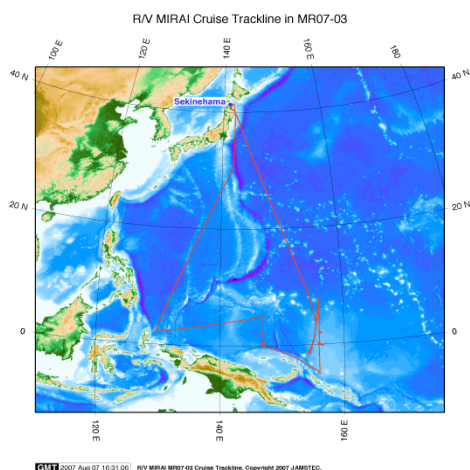 R/V MIRAI Cruise Trackline in MR07-03
100 E
120 E
140 E
160 E
180
40 N
40 N
Sekinehama
20 N
20 N
0
0
120 E
140 E
160 E
GMT 2007 Aug 07 16:31:06 R/V MIRAI MR07-03 Cruise Trackline. Copyright 2007 JAMSTEC.